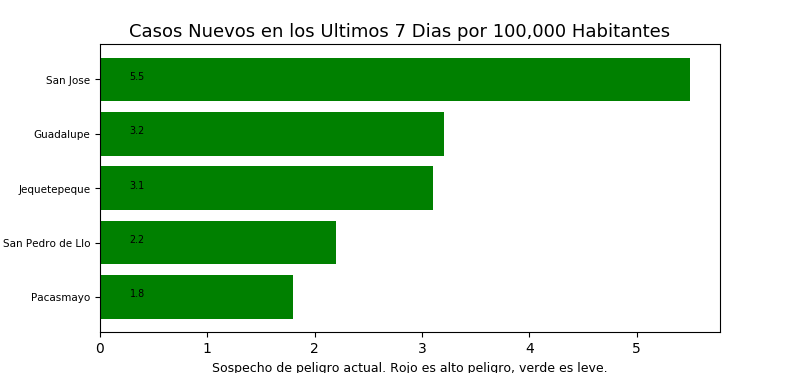 Casos Nuevos en los Ultimos 7 Dias por 100,000 Habitantes
San Jose 5.5
Guadalupe 3.2
Jequetepeque 3.1
San Pedro de Llo 2.2
Pacasmayo 1.8
0 1 2 3 4 5
Sospecho de peligro actual. Rojo es alto peligro, verde es leve.